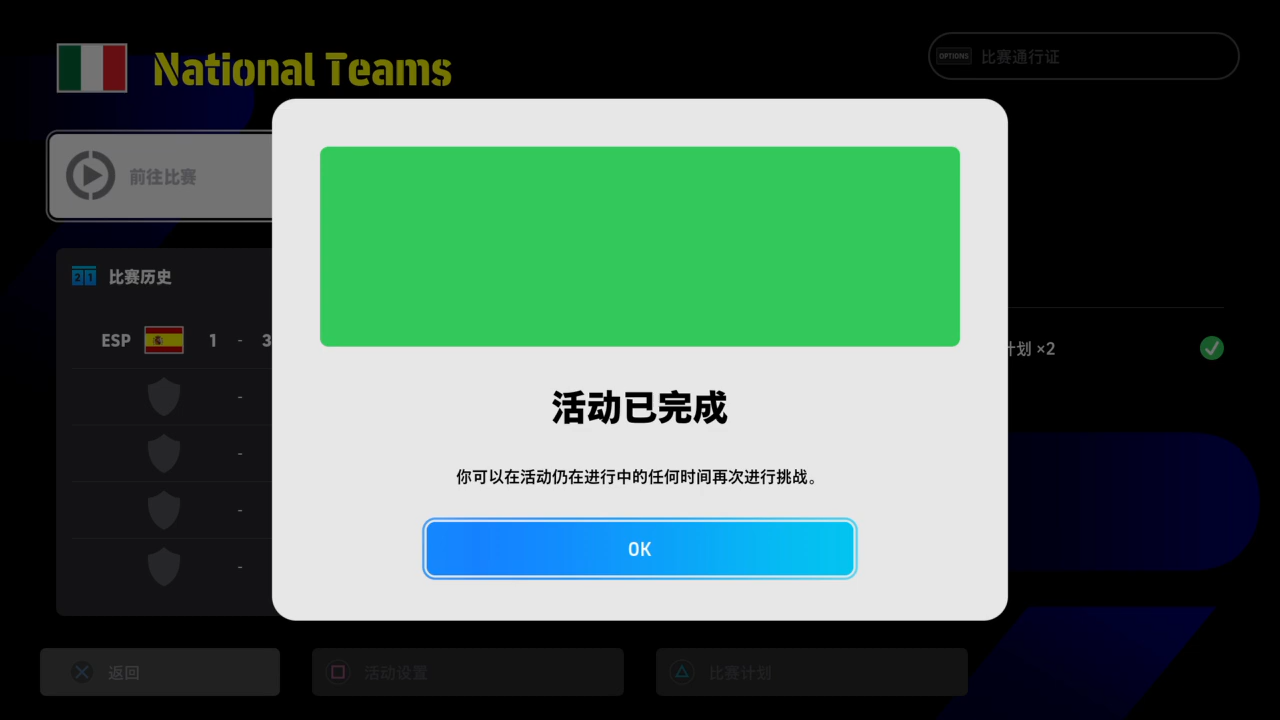 National Teams
OPTIONS 比赛通行证
前往比赛
21 比赛历史
ESP 1 - 3
-
-
-
-
计划 ×2
活动已完成
你可以在活动仍在进行中的任何时间再次进行挑战。
OK
返回
活动设置
比赛计划